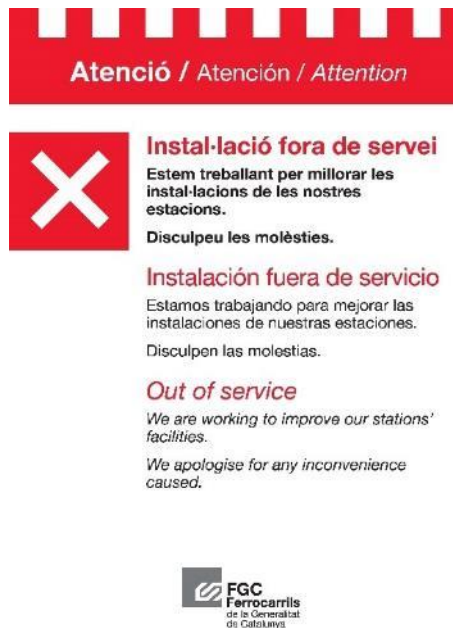 Atenció / Atención / Attention
Instal·lació fora de servei
Estem treballant per millorar les
instal·lacions de les nostres
estacions.
Disculpeu les molèsties.
Instalación fuera de servicio
Estamos trabajando para mejorar las
instalaciones de nuestras estaciones.
Disculpen las molestias.
Out of service
We are working to improve our stations'
facilities.
We apologise for any inconvenience
caused.
FGC
Ferrocarrils
de la Generalitat
de Catalunya